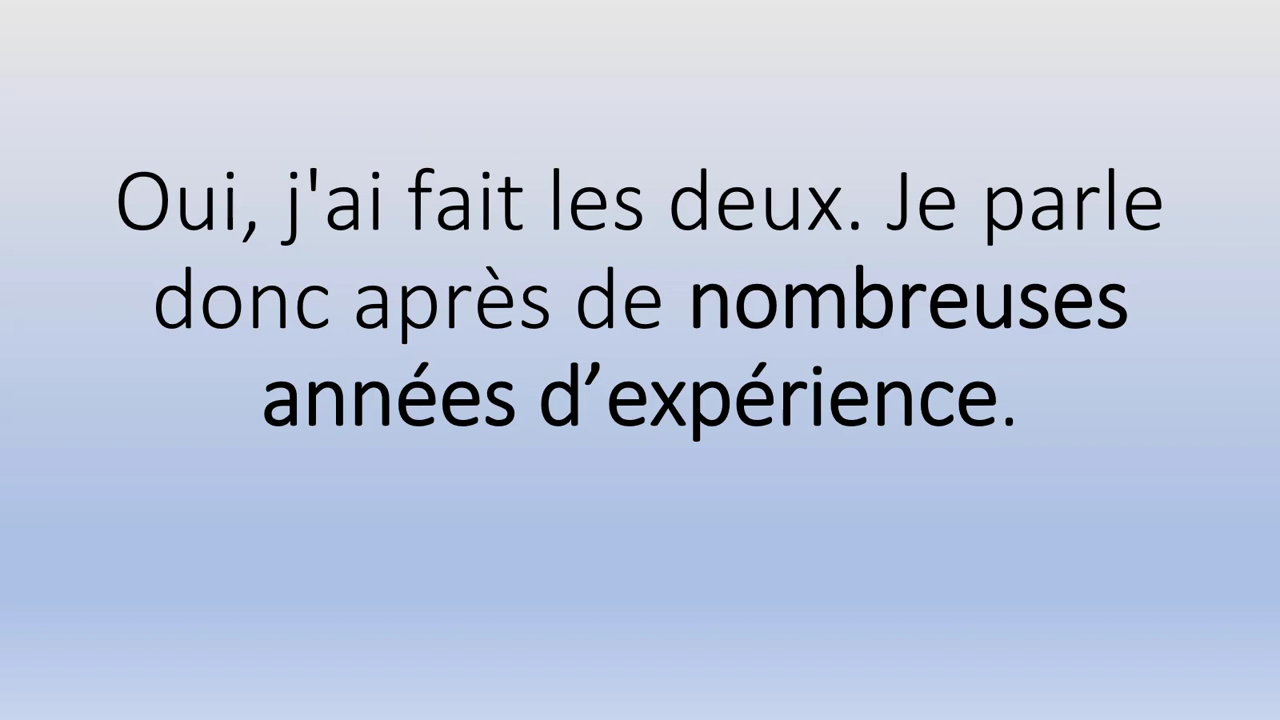 Oui, j'ai fait les deux. Je parle
donc après de nombreuses
années d’expérience.